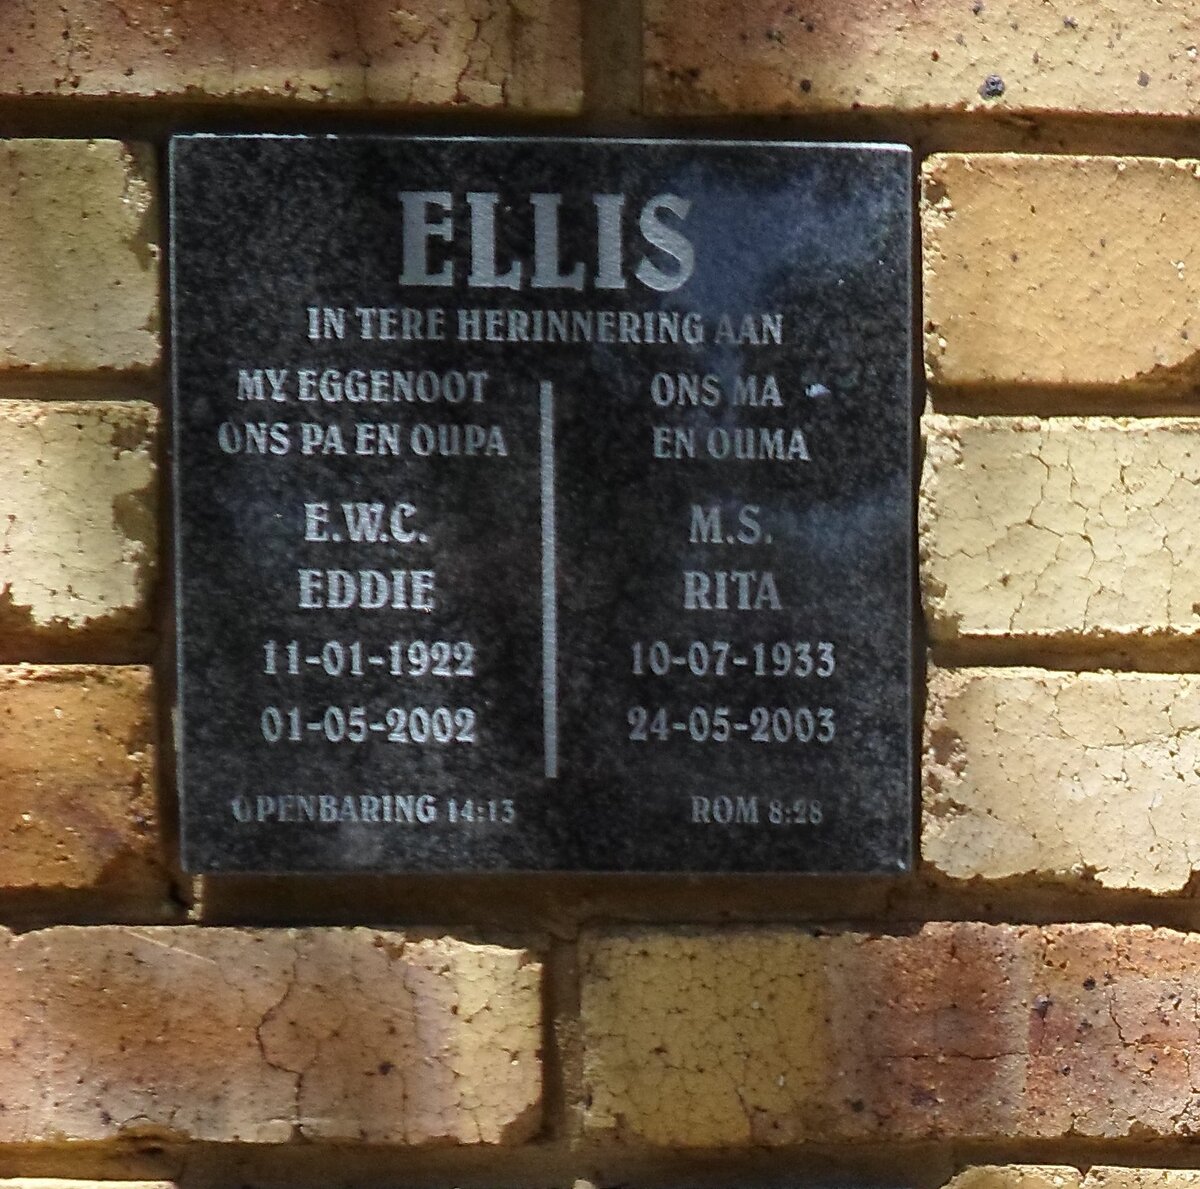 ELLIS
IN TERE HERINNERING AAN
MY EGGENOOT
ONS PA EN OUPA
E.W.C.
EDDIE
11-01-1922
01-05-2002
OPENBARING 14:13
ONS MA
EN OUMA
M.S.
RITA
10-07-1933
24-05-2003
ROM 8:28